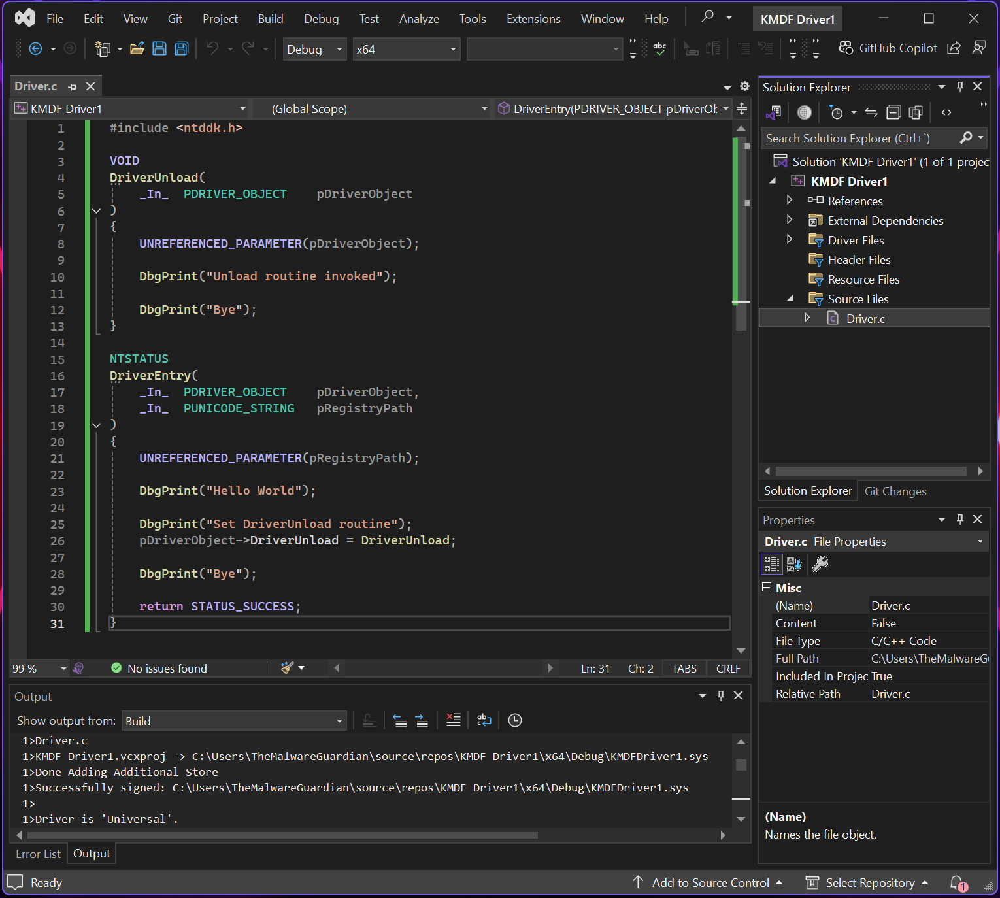 File Edit View Git Project Build Debug Test Analyze Tools Extensions Window Help KMDF Driver1
Debug x64 abc GitHub Copilot
Driver.c
KMDF Driver1 (Global Scope) DriverEntry(PDRIVER_OBJECT pDriverOb
1 #include <ntddk.h>
2
3 VOID
4 DriverUnload(
5 _In_ PDRIVER_OBJECT pDriverObject
6 )
7 {
8 UNREFERENCED_PARAMETER(pDriverObject);
9
10 DbgPrint("Unload routine invoked");
11
12 DbgPrint("Bye");
13 }
14
15 NTSTATUS
16 DriverEntry(
17 _In_ PDRIVER_OBJECT pDriverObject,
18 _In_ PUNICODE_STRING pRegistryPath
19 )
20 {
21 UNREFERENCED_PARAMETER(pRegistryPath);
22
23 DbgPrint("Hello World");
24
25 DbgPrint("Set DriverUnload routine");
26 pDriverObject->DriverUnload = DriverUnload;
27
28 DbgPrint("Bye");
29
30 return STATUS_SUCCESS;
31 }
99 % No issues found Ln: 31 Ch: 2 TABS CRLF
Output
Show output from: Build
1>Driver.c
1>KMDF Driver1.vcxproj -> C:\Users\TheMalwareGuardian\source\repos\KMDF Driver1\x64\Debug\KMDFDriver1.sys
1>Done Adding Additional Store
1>Successfully signed: C:\Users\TheMalwareGuardian\source\repos\KMDF Driver1\x64\Debug\KMDFDriver1.sys
1>
1>Driver is 'Universal'.
Error List Output
Solution Explorer
Search Solution Explorer (Ctrl+`)
Solution 'KMDF Driver1' (1 of 1 projec
KMDF Driver1
References
External Dependencies
Driver Files
Header Files
Resource Files
Source Files
Driver.c
Solution Explorer Git Changes
Properties
Driver.c File Properties
Misc
(Name) Driver.c
Content False
File Type C/C++ Code
Full Path C:\Users\TheMalwareG
Included In Projec True
Relative Path Driver.c
(Name)
Names the file object.
Ready Add to Source Control Select Repository 1